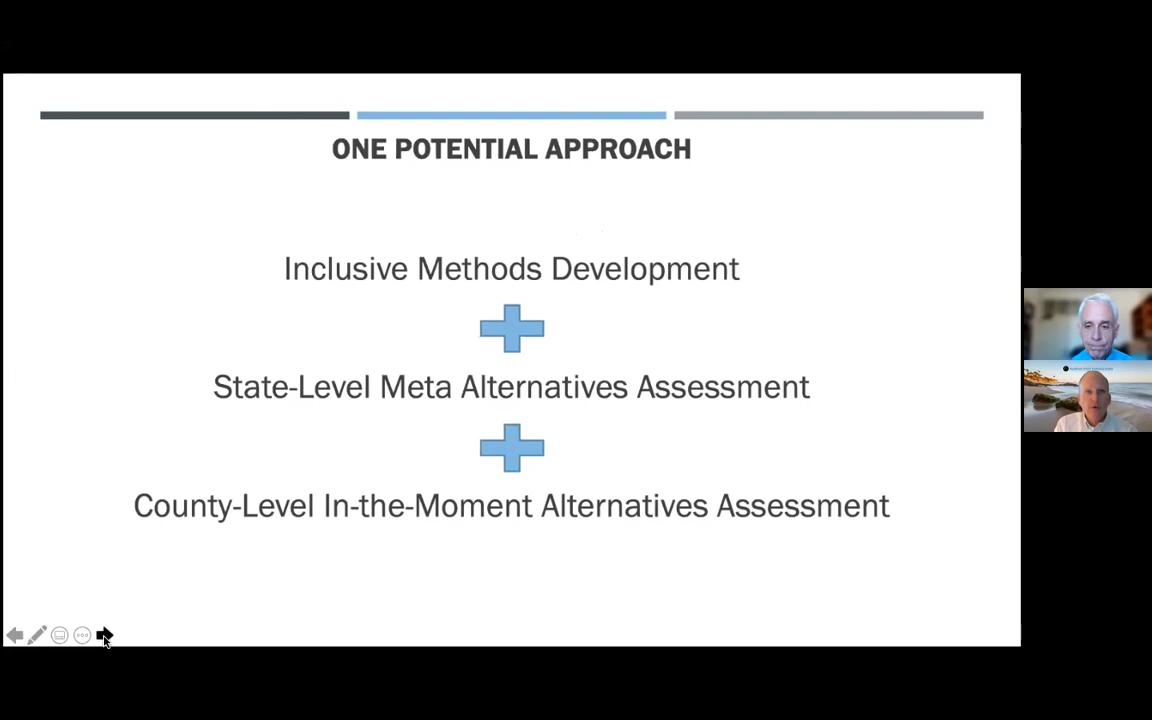 ONE POTENTIAL APPROACH
Inclusive Methods Development
State-Level Meta Alternatives Assessment
County-Level In-the-Moment Alternatives Assessment